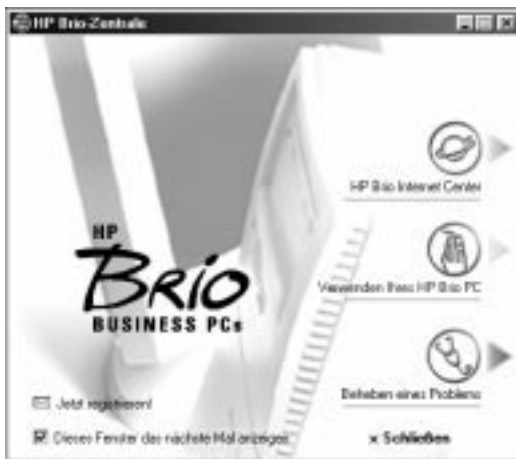 HP Brio-Zentrale
HP Brio Internet Center
HP
BRIO
BUSINESS PCs
Verwenden Ihres HP Brio PC
Beheben eines Problems
Jetzt registrieren!
Dieses Fenster das nächste Mal anzeigen.
x Schließen